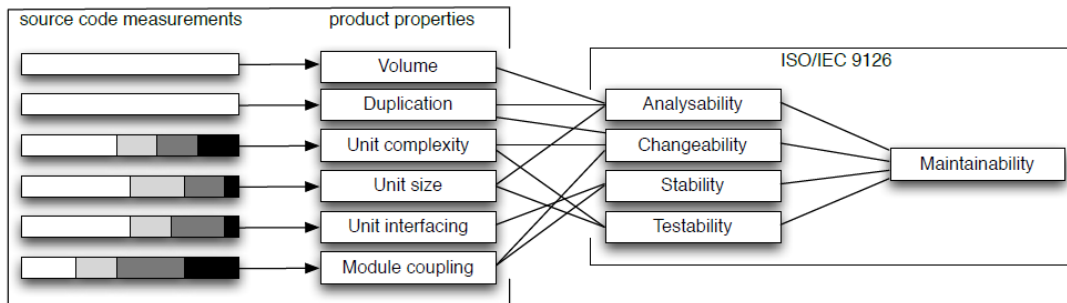 source code measurements
product properties
ISO/IEC 9126
Volume
Duplication
Unit complexity
Unit size
Unit interfacing
Module coupling
Analysability
Changeability
Stability
Testability
Maintainability